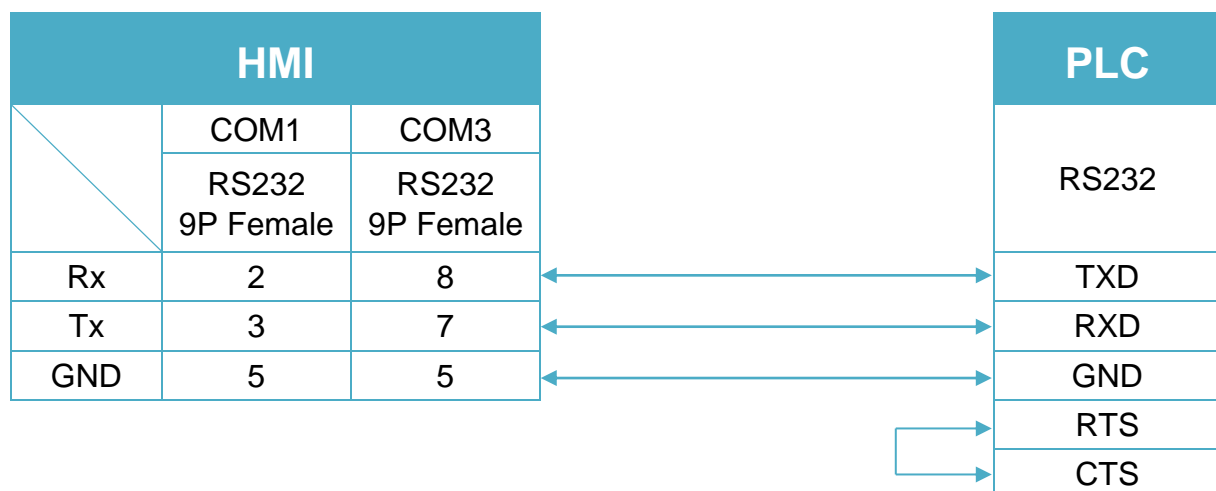 HMI PLC
COM1 COM3
RS232 RS232 RS232
9P Female 9P Female
Rx 2 8 TXD
Tx 3 7 RXD
GND 5 5 GND
RTS
CTS